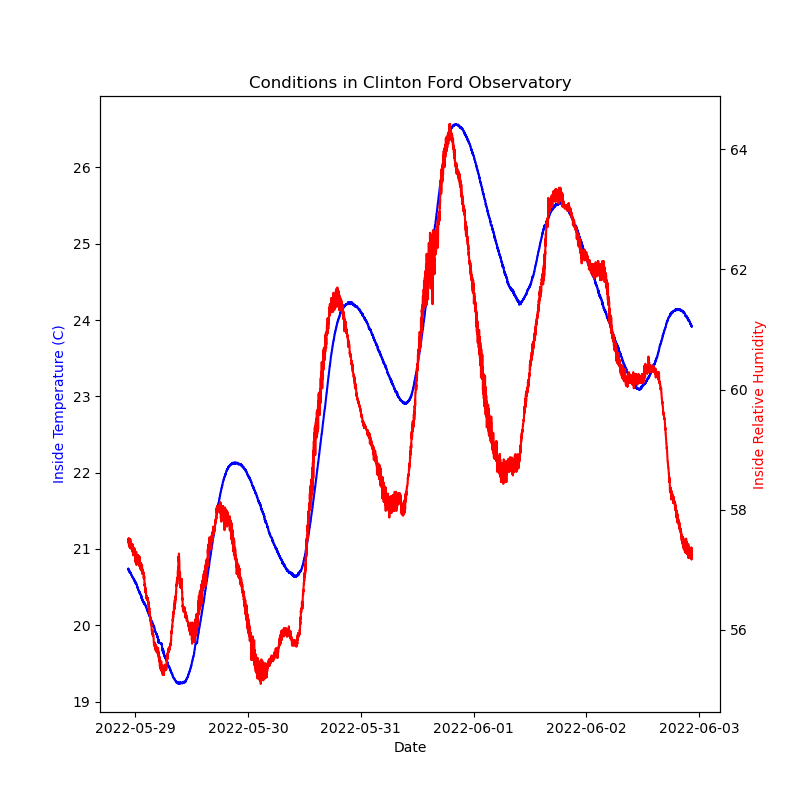 Conditions in Clinton Ford Observatory
Inside Temperature (C)
26
25
24
23
22
21
20
19
64
62
60
58
56
Inside Relative Humidity
2022-05-29 2022-05-30 2022-05-31 2022-06-01 2022-06-02 2022-06-03
Date